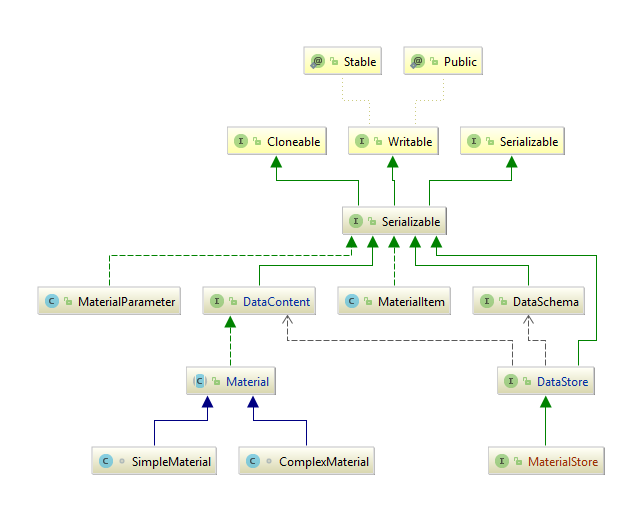 @ Stable
@ Public
I Cloneable
I Writable
I Serializable
I Serializable
C MaterialParameter
I DataContent
C MaterialItem
I DataSchema
C Material
I DataStore
C SimpleMaterial
C ComplexMaterial
I MaterialStore